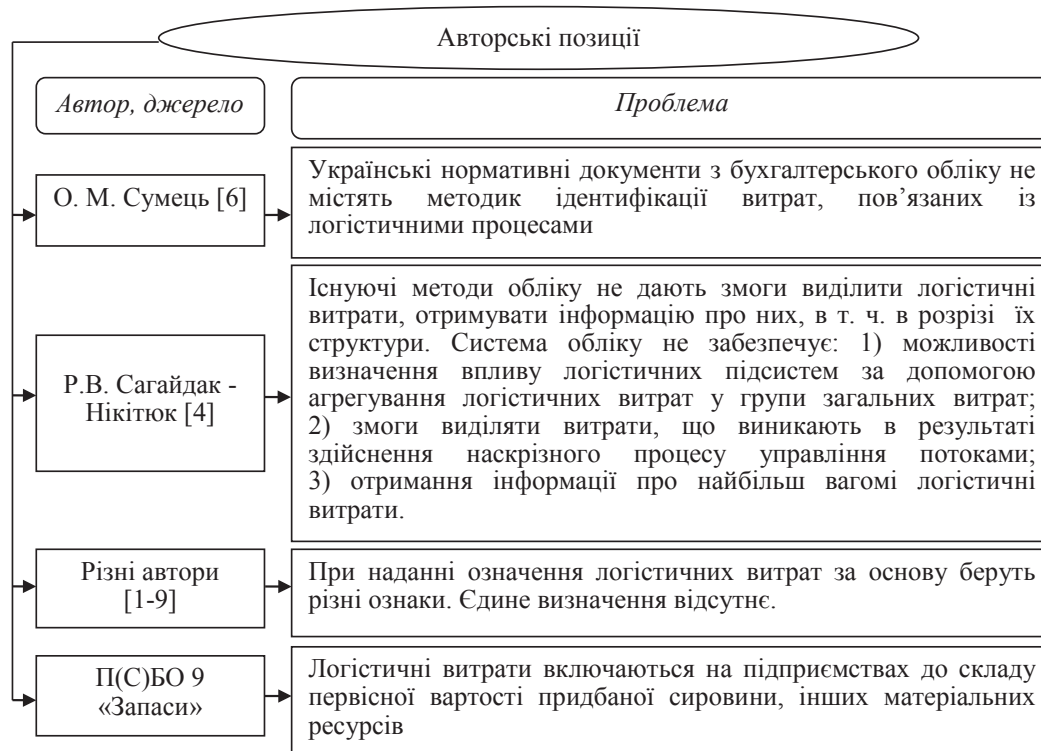 Авторські позиції
Автор, джерело
Проблема
О. М. Сумець [6]
Українські нормативні документи з бухгалтерського обліку не
містять методик ідентифікації витрат, пов’язаних із
логістичними процесами
Р.В. Сагайдак -
Нікітюк [4]
Існуючі методи обліку не дають змоги виділити логістичні
витрати, отримувати інформацію про них, в т. ч. в розрізі їх
структури. Система обліку не забезпечує: 1) можливості
визначення впливу логістичних підсистем за допомогою
агрегування логістичних витрат у групи загальних витрат;
2) змоги виділяти витрати, що виникають в результаті
здійснення наскрізного процесу управління потоками;
3) отримання інформації про найбільш вагомі логістичні
витрати.
Різні автори
[1-9]
При наданні означення логістичних витрат за основу беруть
різні ознаки. Єдине визначення відсутнє.
П(С)БО 9
«Запаси»
Логістичні витрати включаються на підприємствах до складу
первісної вартості придбаної сировини, інших матеріальних
ресурсів